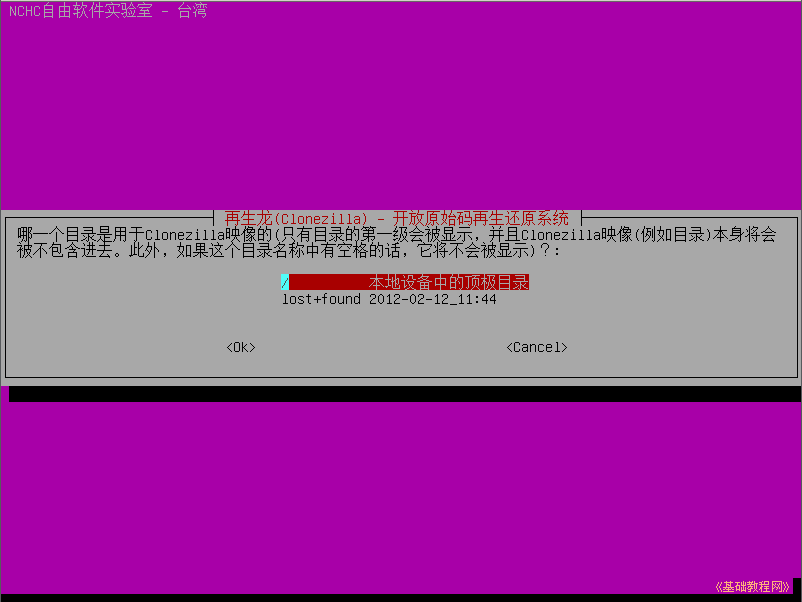 NCHC自由软件实验室 - 台湾
再生龙(Clonezilla) - 开放原始码再生还原系统
哪一个目录是用于Clonezilla映像的(只有目录的第一级会被显示，并且Clonezilla映像(例如目录)本身将会
被不包含进去。此外，如果这个目录名称中有空格的话，它将不会被显示)？:
/ 本地设备中的顶极目录
lost+found 2012-02-12_11:44
<Ok> <Cancel>
《基础教程网》